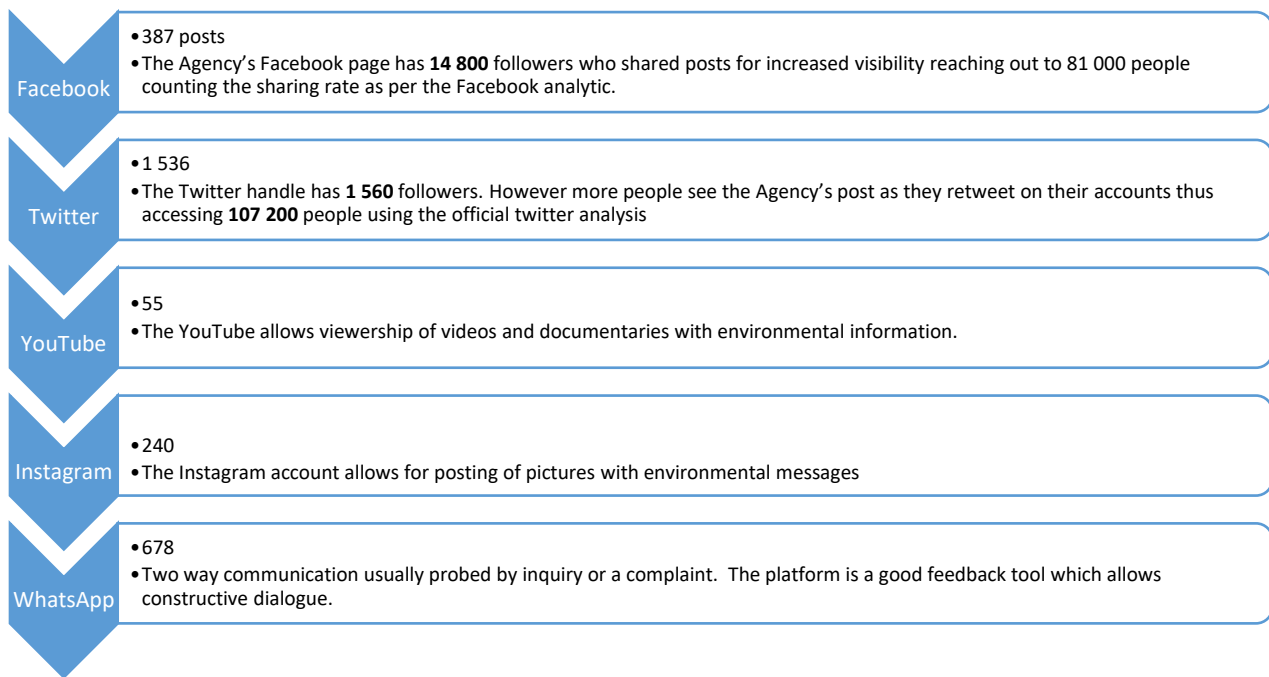 Facebook
•387 posts
•The Agency's Facebook page has 14 800 followers who shared posts for increased visibility reaching out to 81 000 people
counting the sharing rate as per the Facebook analytic.
Twitter
•1 536
•The Twitter handle has 1 560 followers. However more people see the Agency's post as they retweet on their accounts thus
accessing 107 200 people using the official twitter analysis
YouTube
•55
•The YouTube allows viewership of videos and documentaries with environmental information.
Instagram
•240
•The Instagram account allows for posting of pictures with environmental messages
WhatsApp
•678
•Two way communication usually probed by inquiry or a complaint.  The platform is a good feedback tool which allows
constructive dialogue.